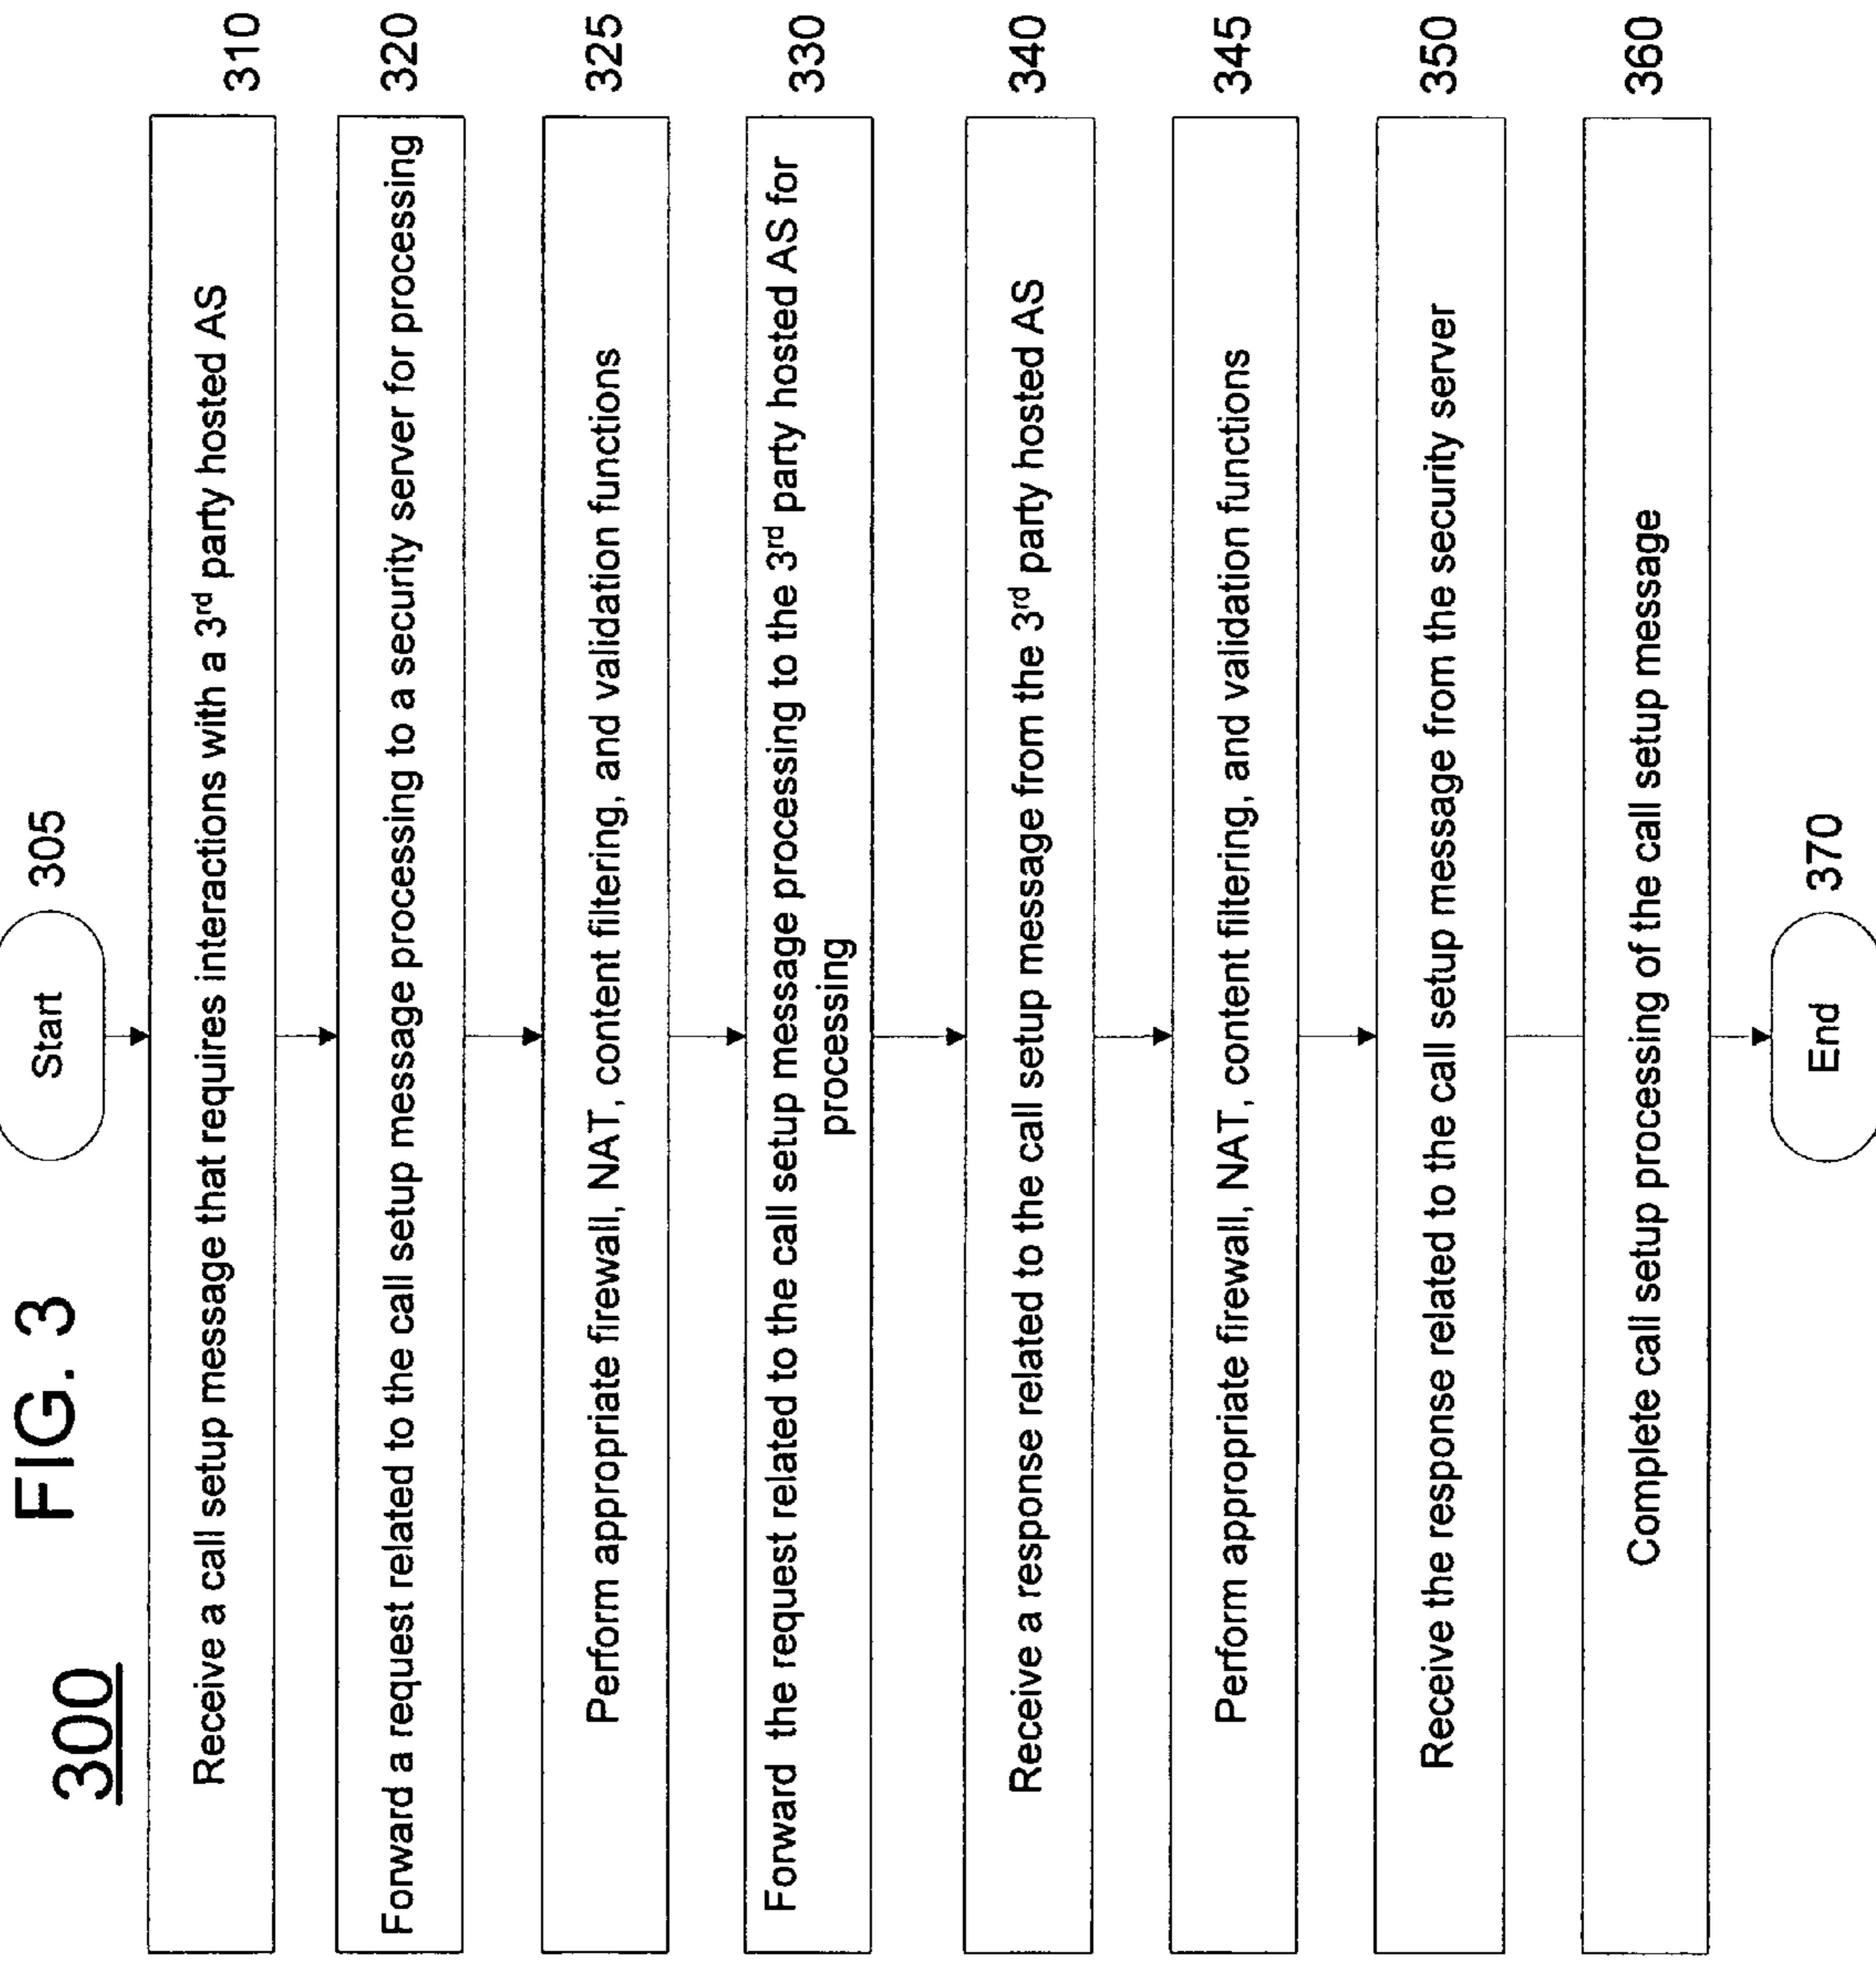 300
FIG. 3
Start 305
Receive a call setup message that requires interactions with a 3rd party hosted AS 310
Forward a request related to the call setup message processing to a security server for processing 320
Perform appropriate firewall, NAT, content filtering, and validation functions 325
Forward the request related to the call setup message processing to the 3rd party hosted AS for 330
processing
Receive a response related to the call setup message from the 3rd party hosted AS 340
Perform appropriate firewall, NAT, content filtering, and validation functions 345
Receive the response related to the call setup message from the security server 350
Complete call setup processing of the call setup message 360
End 370